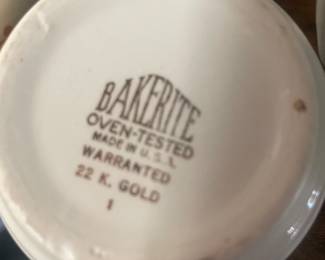 BAKERITE
OVEN-TESTED
MADE IN U.S.A.
WARRANTED
22 K. GOLD
1